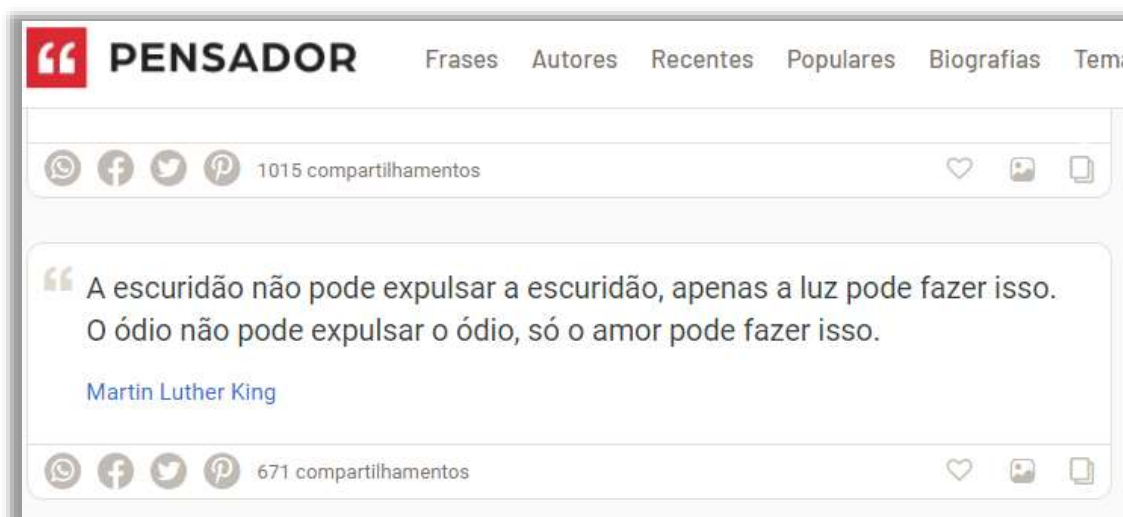 PENSADOR Frases Autores Recentes Populares Biografias Tema
1015 compartilhamentos
A escuridão não pode expulsar a escuridão, apenas a luz pode fazer isso.
O ódio não pode expulsar o ódio, só o amor pode fazer isso.
Martin Luther King
671 compartilhamentos